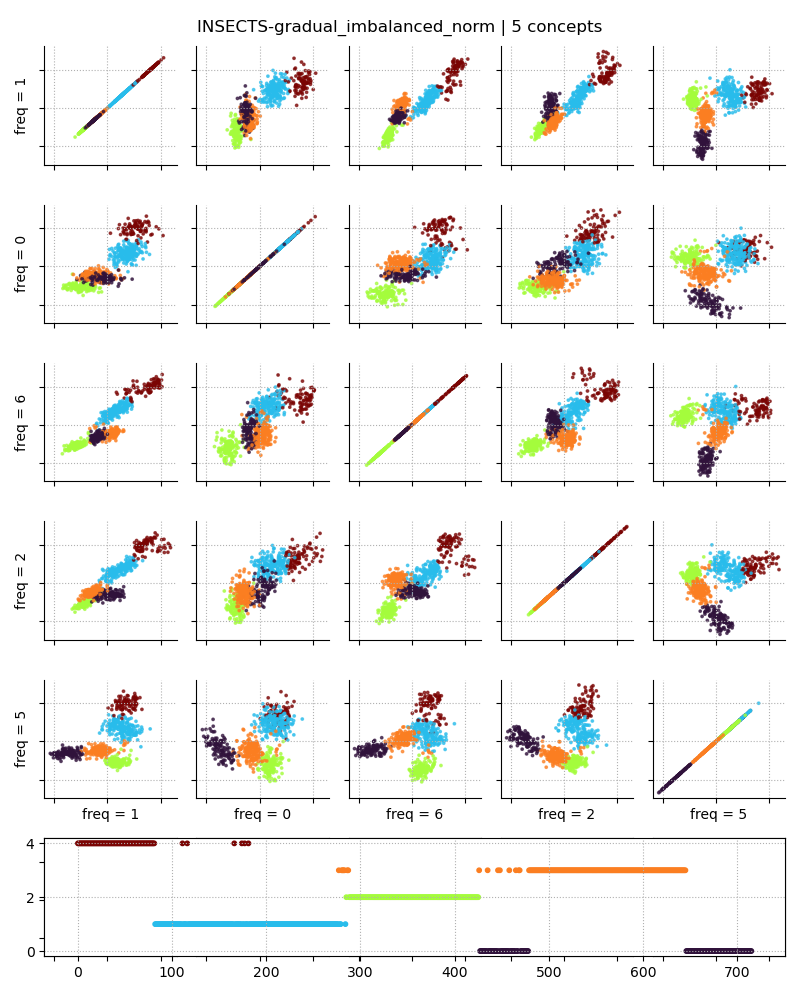 INSECTS-gradual_imbalanced_norm | 5 concepts
freq = 1
freq = 0
freq = 6
freq = 2
freq = 5
freq = 1 freq = 0 freq = 6 freq = 2 freq = 5
4
2
0
0 100 200 300 400 500 600 700